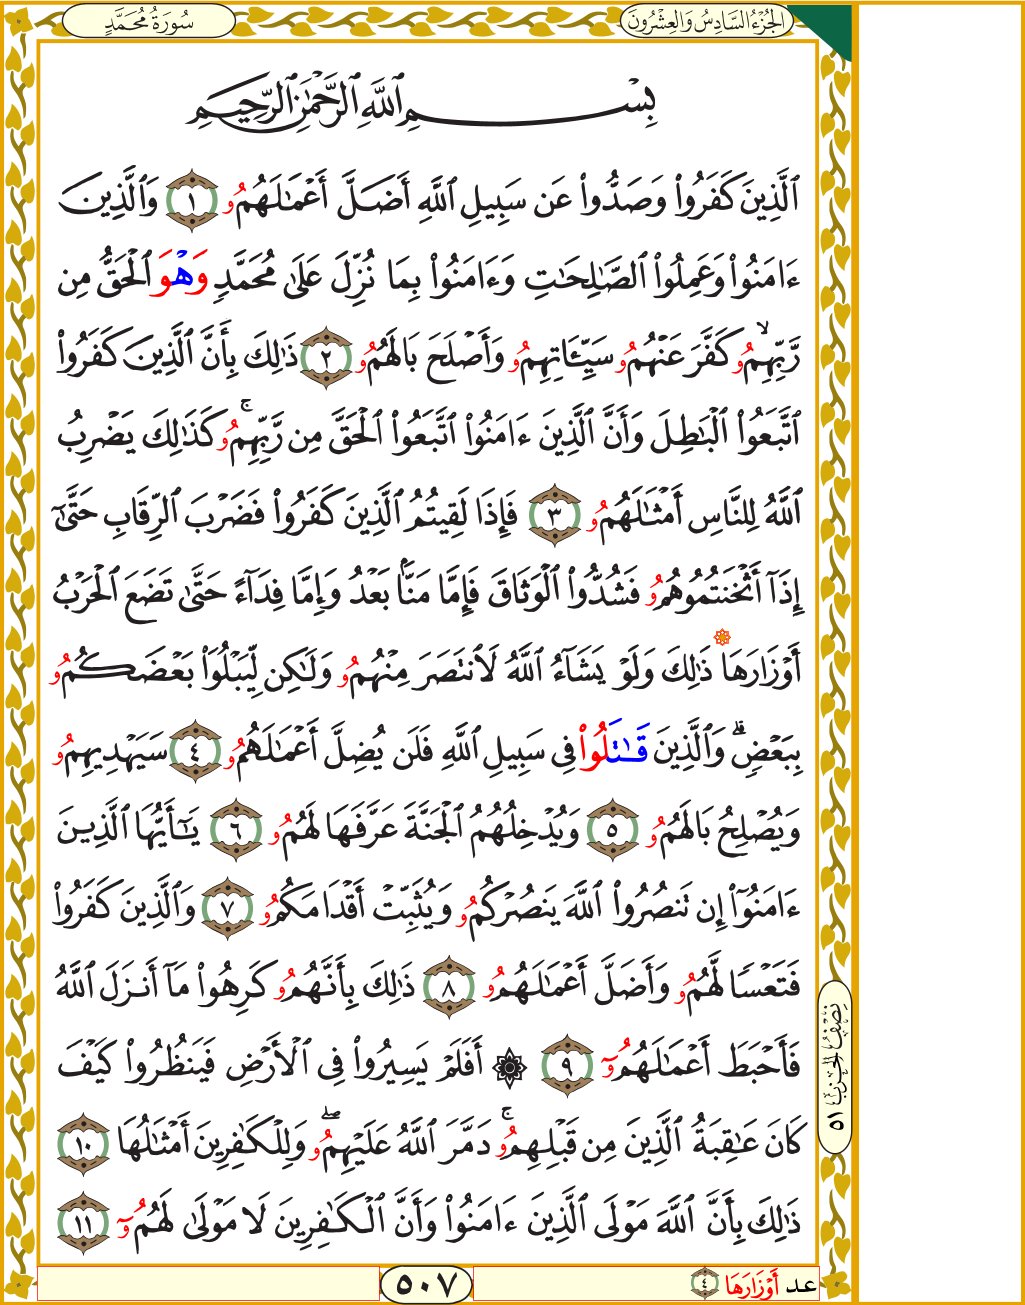 الجُزْءُ السَّادِسُ وَالعِشْرُونَ
سُورَةُ مُحَمَّدٍ
بِسْمِ ٱللَّهِ ٱلرَّحْمَٰنِ ٱلرَّحِيمِ
ٱلَّذِينَ كَفَرُواْ وَصَدُّواْ عَن سَبِيلِ ٱللَّهِ أَضَلَّ أَعْمَٰلَهُمُۥ ١ وَٱلَّذِينَ
ءَامَنُواْ وَعَمِلُواْ ٱلصَّٰلِحَٰتِ وَءَامَنُواْ بِمَا نُزِّلَ عَلَىٰ مُحَمَّدٖ وَهْوَ ٱلْحَقُّ مِن
رَّبِّهِمُۥ ۙ كَفَّرَ عَنْهُمُۥ سَيِّـَٔاتِهِمُۥ وَأَصْلَحَ بَالَهُمُۥ ٢ ذَٰلِكَ بِأَنَّ ٱلَّذِينَ كَفَرُواْ
ٱتَّبَعُواْ ٱلْبَٰطِلَ وَأَنَّ ٱلَّذِينَ ءَامَنُواْ ٱتَّبَعُواْ ٱلْحَقَّ مِن رَّبِّهِمُۥ ۚ كَذَٰلِكَ يَضْرِبُ
ٱللَّهُ لِلنَّاسِ أَمْثَٰلَهُمُۥ ٣ فَإِذَا لَقِيتُمُ ٱلَّذِينَ كَفَرُواْ فَضَرْبَ ٱلرِّقَابِ حَتَّىٰٓ
إِذَآ أَثْخَنتُمُوهُمُۥ فَشُدُّواْ ٱلْوَثَاقَ فَإِمَّا مَنَّۢا بَعْدُ وَإِمَّا فِدَآءً حَتَّىٰ تَضَعَ ٱلْحَرْبُ
أَوْزَارَهَا ذَٰلِكَ وَلَوْ يَشَآءُ ٱللَّهُ لَٱنتَصَرَ مِنْهُمُۥ وَلَٰكِن لِّيَبْلُوَاْ بَعْضَكُمُۥ
بِبَعْضٖ ۗ وَٱلَّذِينَ قَٰتَلُواْ فِي سَبِيلِ ٱللَّهِ فَلَن يُضِلَّ أَعْمَٰلَهُمُۥ ٤ سَيَهْدِيهِمُۥ
وَيُصْلِحُ بَالَهُمُۥ ٥ وَيُدْخِلُهُمُ ٱلْجَنَّةَ عَرَّفَهَا لَهُمُۥ ٦ يَٰٓأَيُّهَا ٱلَّذِينَ
ءَامَنُوٓاْ إِن تَنصُرُواْ ٱللَّهَ يَنصُرْكُمُۥ وَيُثَبِّتْ أَقْدَامَكُمُۥ ٧ وَٱلَّذِينَ كَفَرُواْ
فَتَعْسٗا لَّهُمُۥ وَأَضَلَّ أَعْمَٰلَهُمُۥ ٨ ذَٰلِكَ بِأَنَّهُمُۥ كَرِهُواْ مَآ أَنزَلَ ٱللَّهُ
فَأَحْبَطَ أَعْمَٰلَهُمُۥٓ ٩ ۞ أَفَلَمْ يَسِيرُواْ فِي ٱلْأَرْضِ فَيَنظُرُواْ كَيْفَ
كَانَ عَٰقِبَةُ ٱلَّذِينَ مِن قَبْلِهِمُۥ ۚ دَمَّرَ ٱللَّهُ عَلَيْهِمُۥ ۖ وَلِلْكَٰفِرِينَ أَمْثَٰلُهَا ١٠
ذَٰلِكَ بِأَنَّ ٱللَّهَ مَوْلَى ٱلَّذِينَ ءَامَنُواْ وَأَنَّ ٱلْكَٰفِرِينَ لَا مَوْلَىٰ لَهُمُۥٓ ١١
نِصْفُ الحِزْبِ ٥١
عد أَوْزَارَهَا ٤
٥٠٧